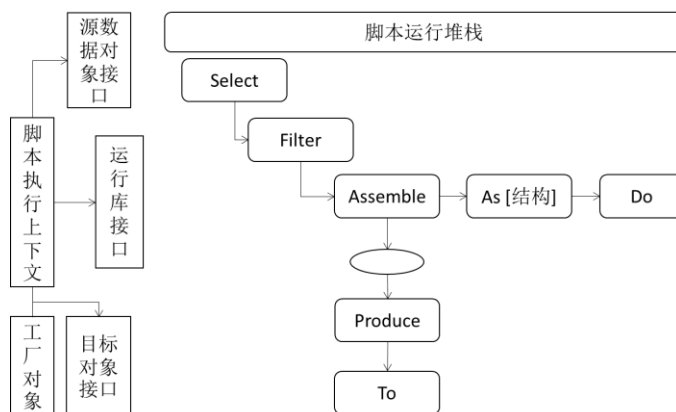 源数
据对
象接
口
脚本运行堆栈
Select
Filter
脚
本
执
行
上
下
文
运
行
库
接
口
Assemble
As [结构]
Do
Produce
To
工
厂
对
象
目标
对象
接口